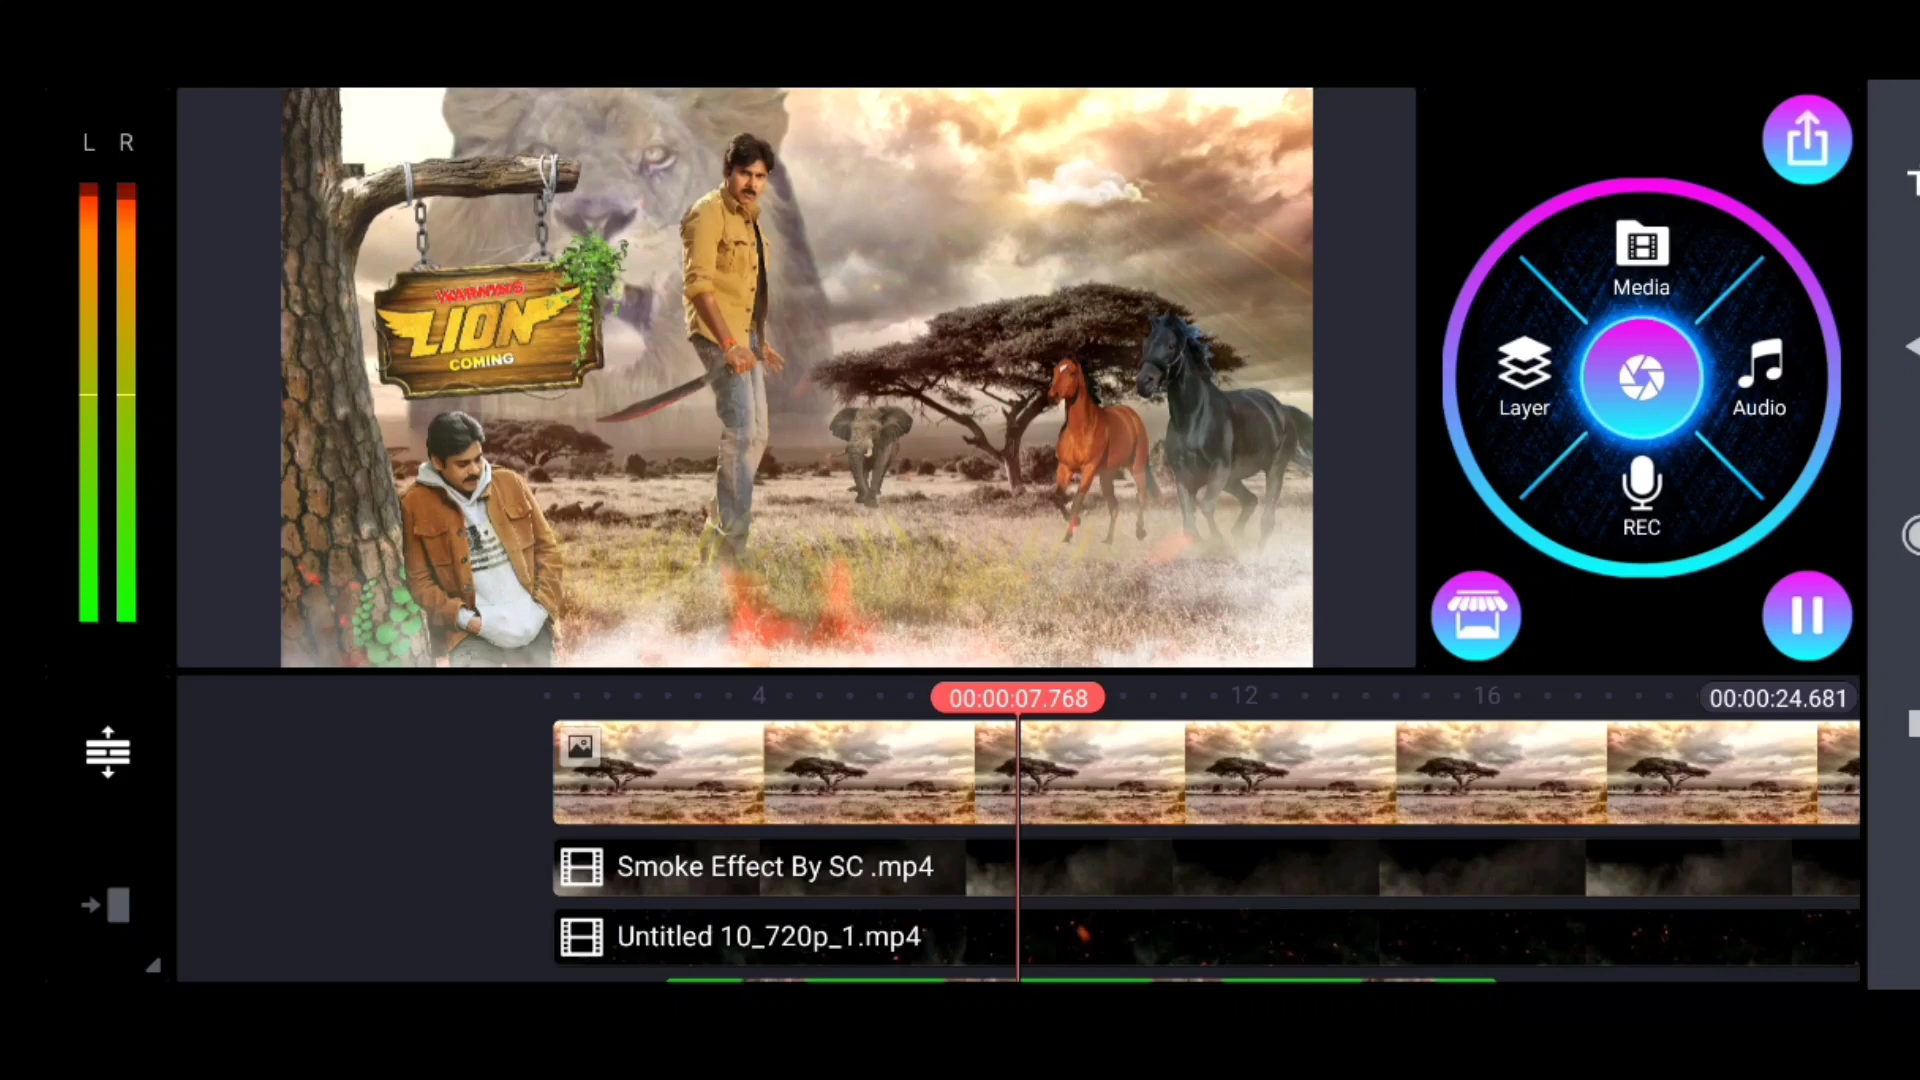 L R
WARNING
LION
COMING
Media
Layer
Audio
REC
4
00:00:07.768
12
16
00:00:24.681
Smoke Effect By SC .mp4
Untitled 10_720p_1.mp4